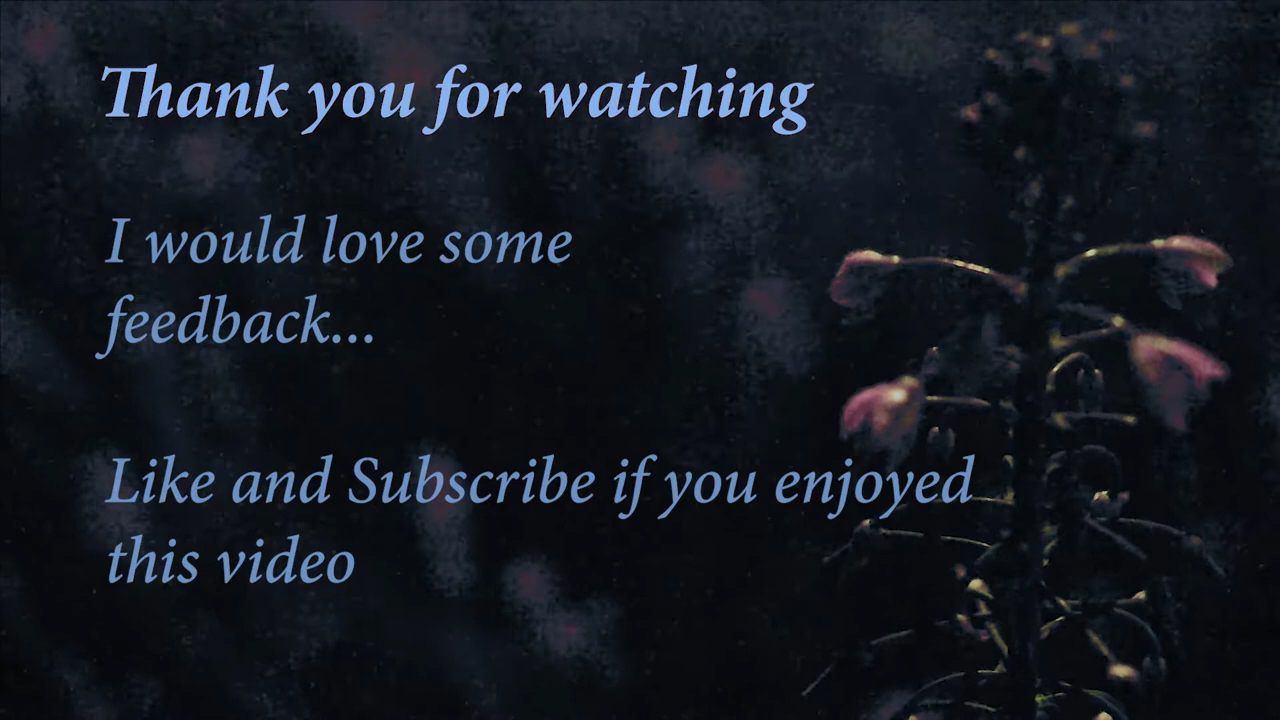 Thank you for watching
I would love some
feedback...
Like and Subscribe if you enjoyed
this video